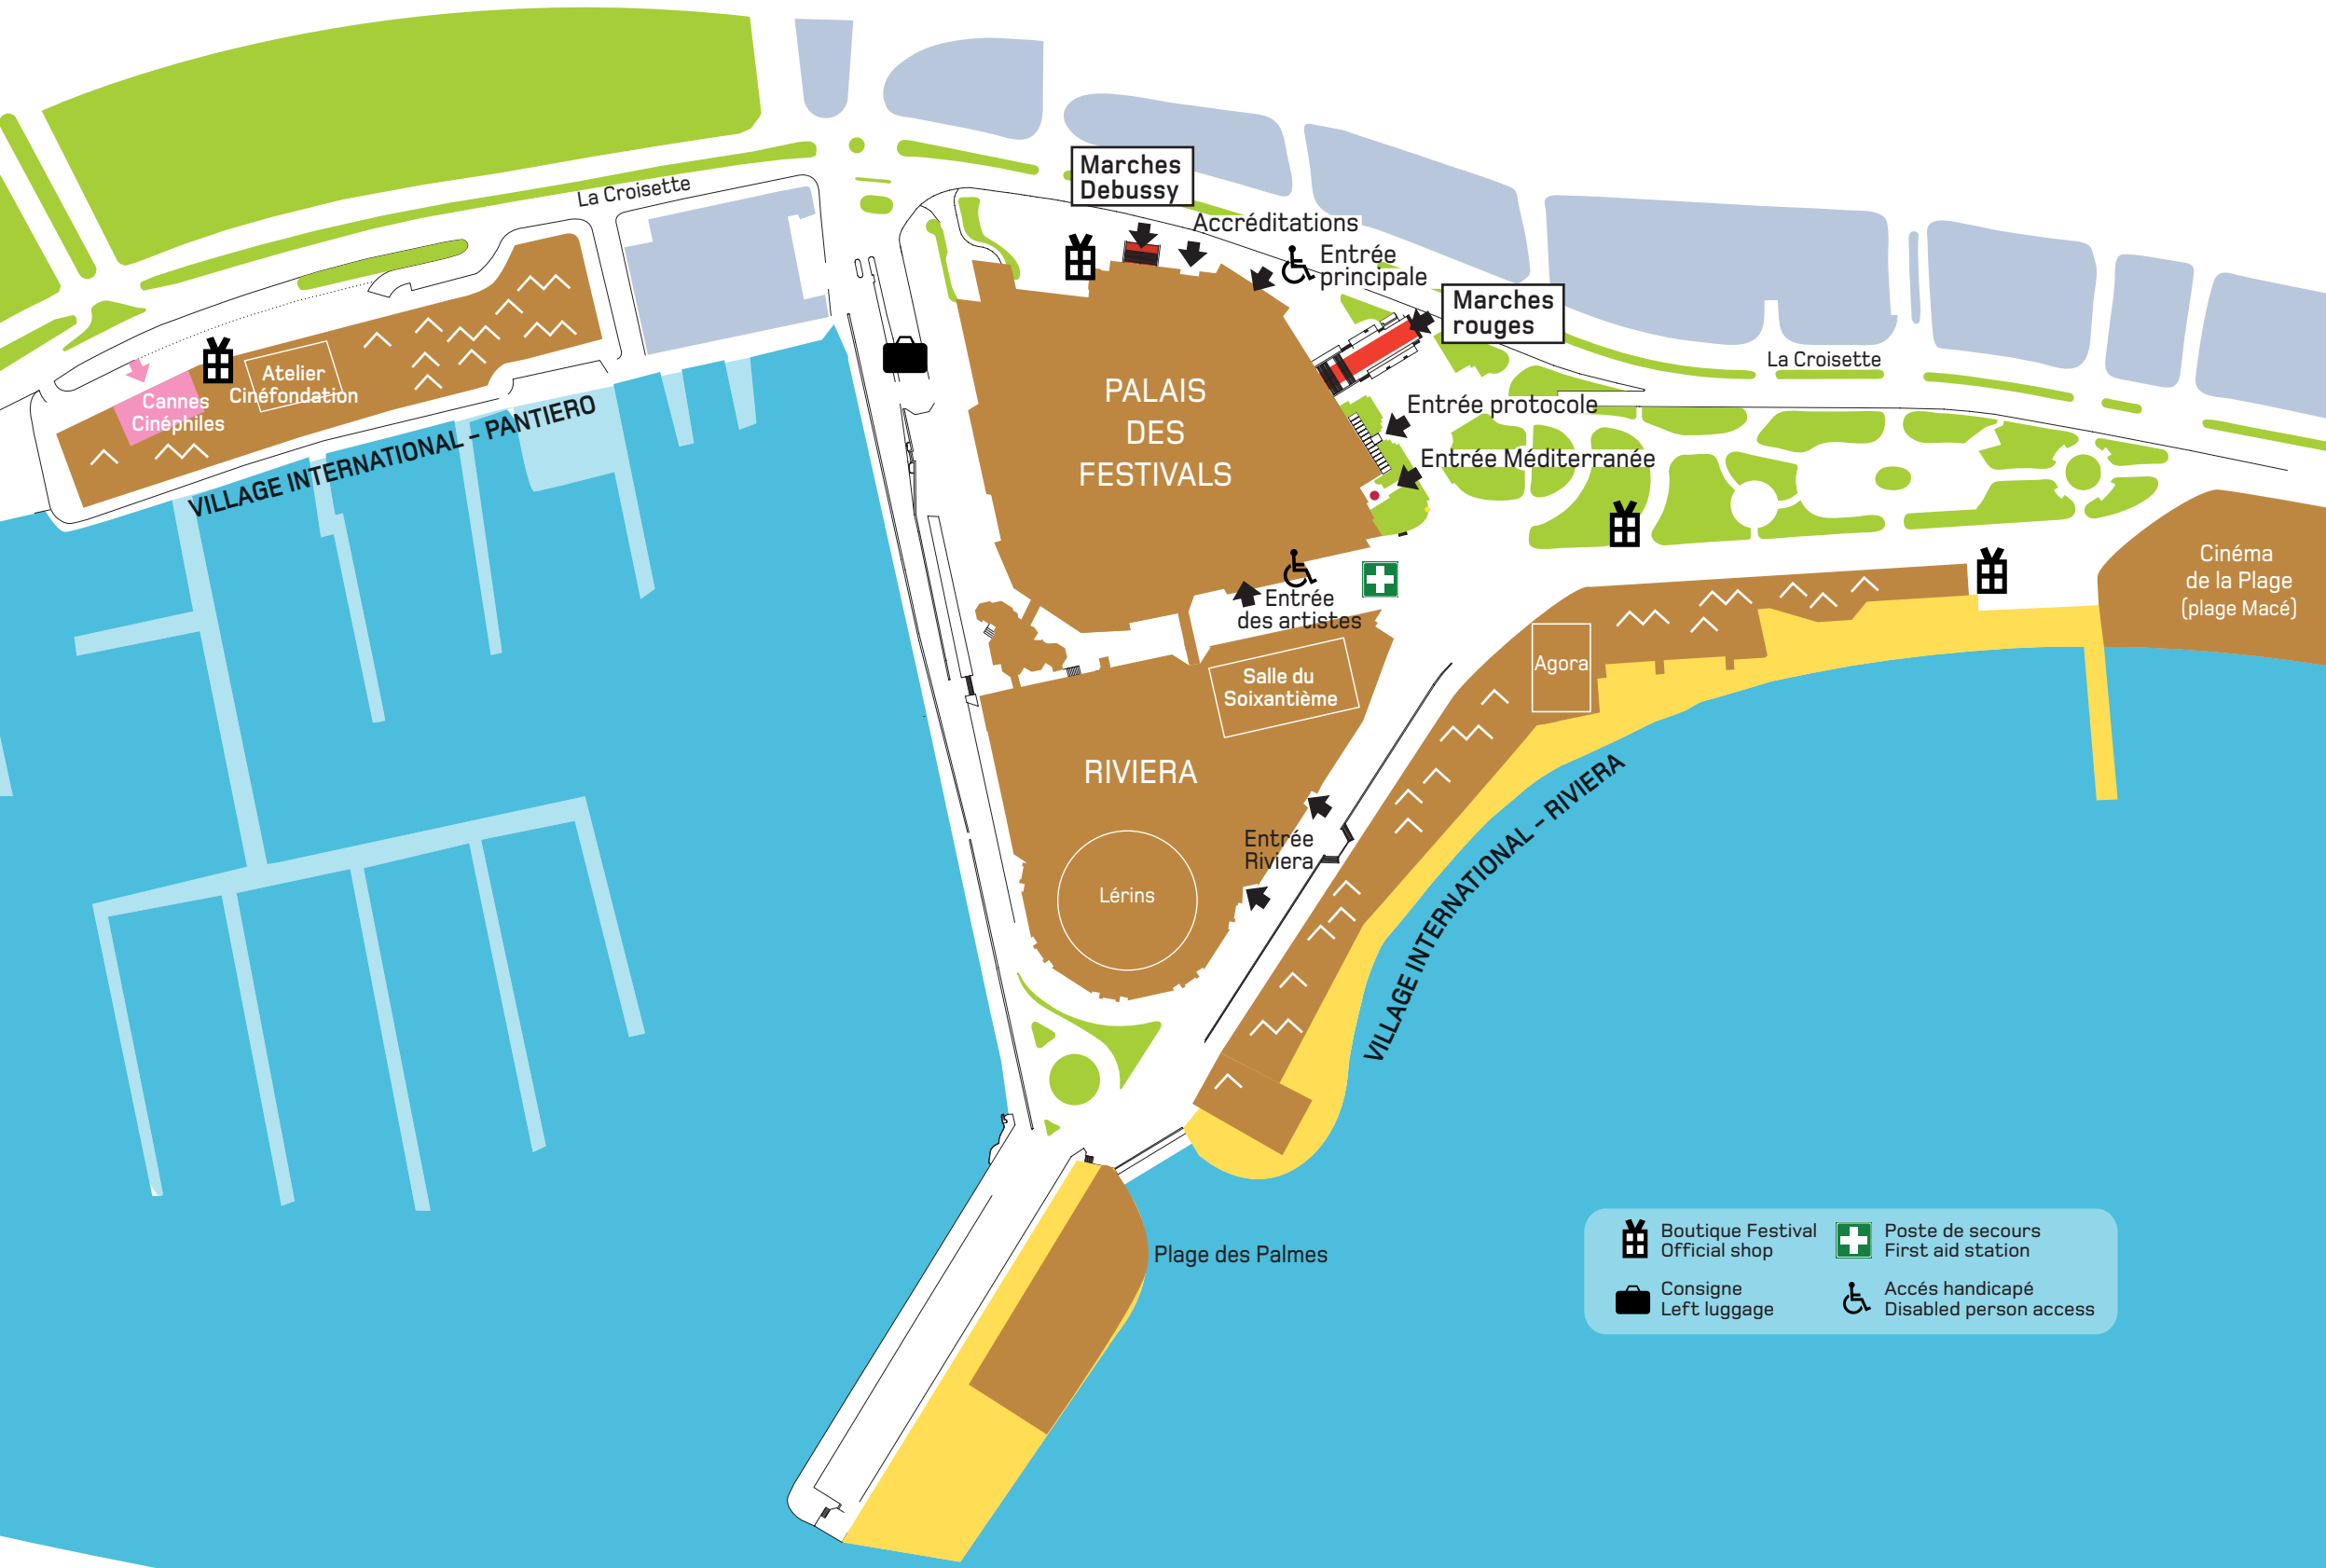 La Croisette
Marches
Debussy
Accréditations
Entrée
principale
Marches
rouges
La Croisette
Atelier
Cinéfondation
Cannes
Cinéphiles
VILLAGE INTERNATIONAL - PANTIERO
PALAIS
DES
FESTIVALS
Entrée protocole
Entrée Méditerranée
Cinéma
de la Plage
(plage Macé)
Entrée
des artistes
Salle du
Soixantième
Agora
RIVIERA
Entrée
Riviera
Lérins
VILLAGE INTERNATIONAL - RIVIERA
Plage des Palmes
Boutique Festival
Official shop
Poste de secours
First aid station
Consigne
Left luggage
Accés handicapé
Disabled person access